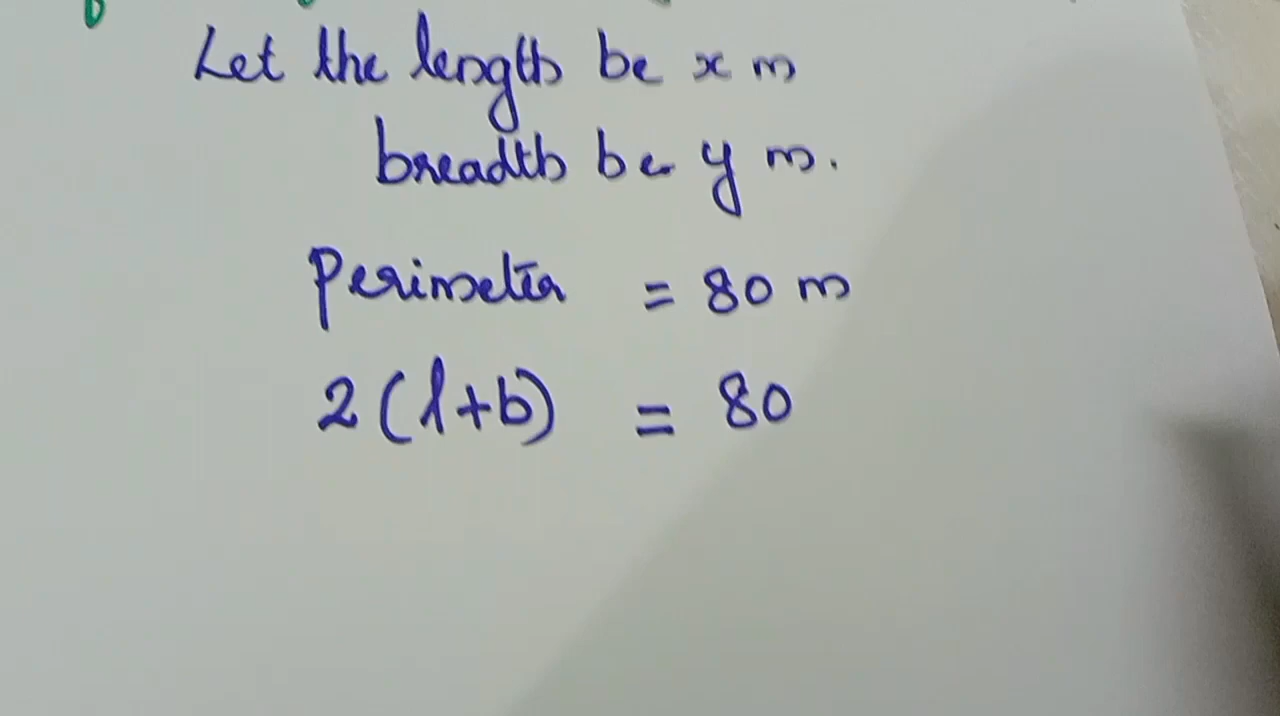 Let the length be x m
breadth be y m.
Perimeter = 80 m
2(l+b) = 80